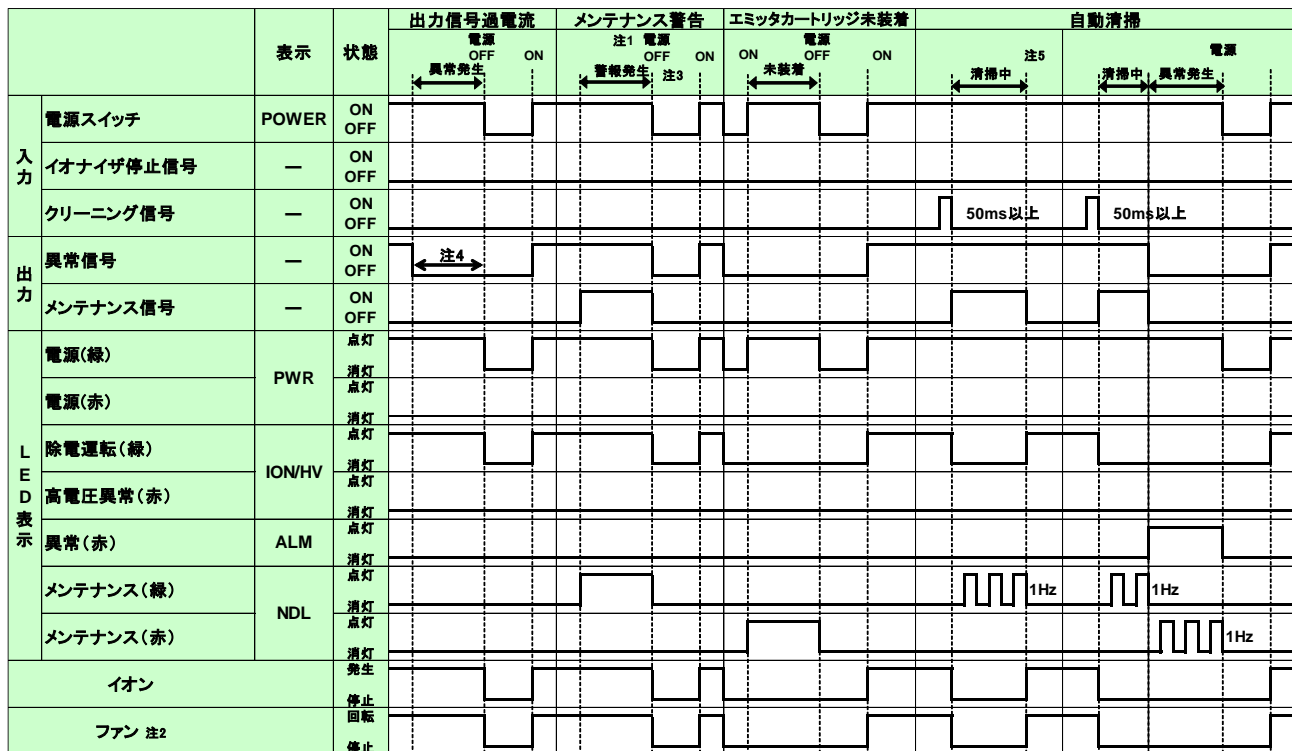 出力信号過電流 メンテナンス警告 エミッタカートリッジ未装着 自動清掃
表示 状態
電源 OFF ON
異常発生
注1 電源 OFF ON
警報発生 注3
ON 電源 OFF ON
未装着
清掃中 注5
清掃中 異常発生 電源
入力
電源スイッチ POWER ON OFF
イオナイザ停止信号 — ON OFF
クリーニング信号 — ON OFF 50ms以上 50ms以上
出力
異常信号 — ON OFF 注4
メンテナンス信号 — ON OFF
LED表示
電源(緑) PWR 点灯 消灯
電源(赤) 点灯 消灯
除電運転(緑) ION/HV 点灯 消灯
高電圧異常(赤) 点灯 消灯
異常(赤) ALM 点灯 消灯
メンテナンス(緑) NDL 点灯 消灯 1Hz 1Hz
メンテナンス(赤) 点灯 消灯 1Hz
イオン 発生 停止
ファン 注2 回転 停止